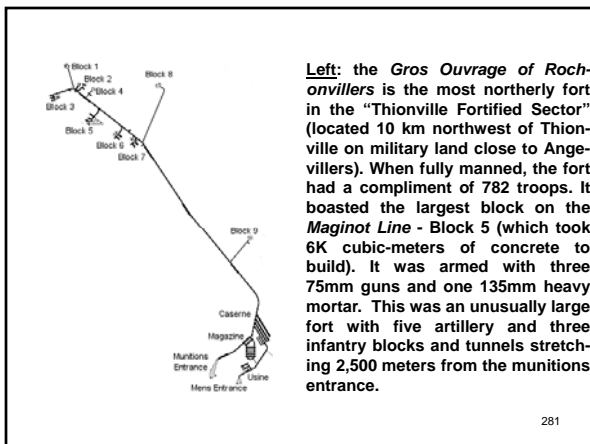 Block 1
Block 2
Block 8
Block 4
Block 3
Block 5
Block 6
Block 7
Block 9
Caserne
Magazine
Munitions
Entrance
Usine
Mens Entrance
Left: the Gros Ouvrage of Roch-
onvillers is the most northerly fort
in the “Thionville Fortified Sector”
(located 10 km northwest of Thion-
ville on military land close to Ange-
villers). When fully manned, the fort
had a compliment of 782 troops. It
boasted the largest block on the
Maginot Line - Block 5 (which took
6K cubic-meters of concrete to
build). It was armed with three
75mm guns and one 135mm heavy
mortar. This was an unusually large
fort with five artillery and three
infantry blocks and tunnels stretch-
ing 2,500 meters from the munitions
entrance.
281